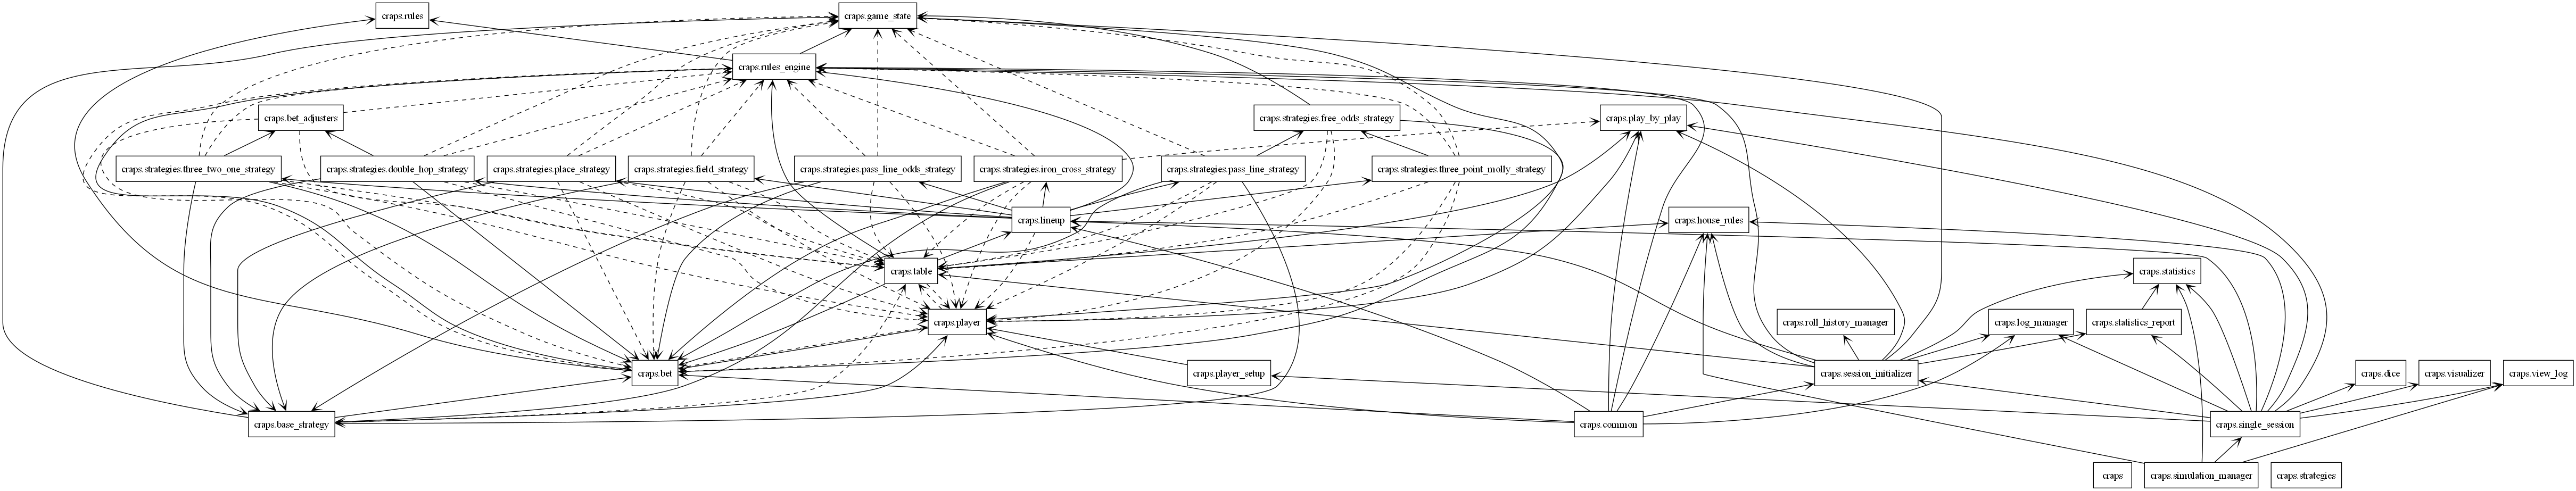 craps.rules
craps.game_state
craps.rules_engine
craps.bet_adjusters
craps.strategies.free_odds_strategy
craps.play_by_play
craps.strategies.three_two_one_strategy
craps.strategies.double_hop_strategy
craps.strategies.place_strategy
craps.strategies.field_strategy
craps.strategies.pass_line_odds_strategy
craps.strategies.iron_cross_strategy
craps.strategies.pass_line_strategy
craps.strategies.three_point_molly_strategy
craps.lineup
craps.house_rules
craps.table
craps.statistics
craps.player
craps.roll_history_manager
craps.log_manager
craps.statistics_report
craps.bet
craps.player_setup
craps.session_initializer
craps.dice
craps.visualizer
craps.view_log
craps.base_strategy
craps.common
craps.single_session
craps
craps.simulation_manager
craps.strategies